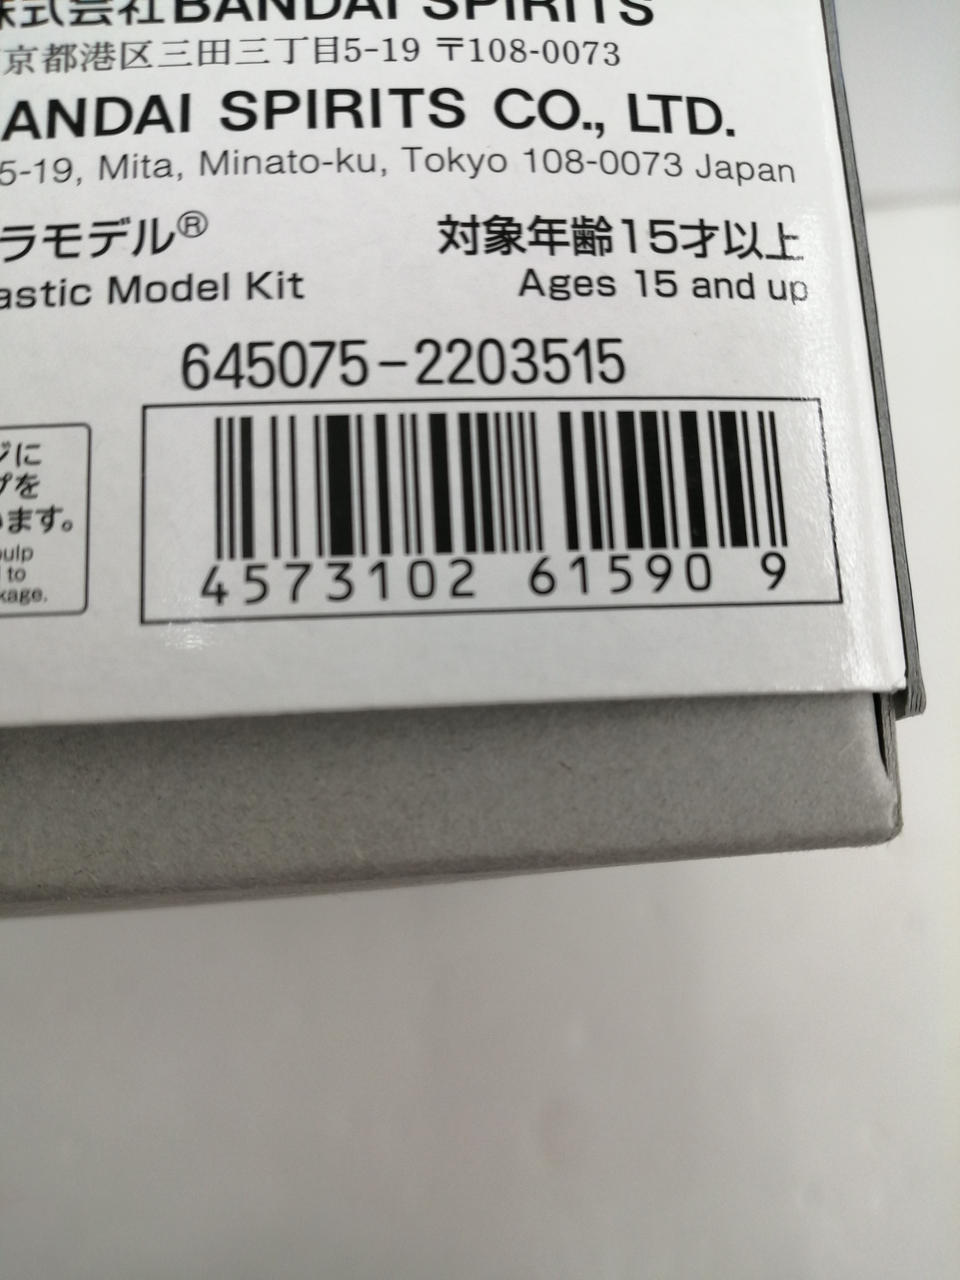 株式会社BANDAI SPIRITS
京都港区三田三丁目5-19 〒108-0073
BANDAI SPIRITS CO., LTD.
5-19, Mita, Minato-ku, Tokyo 108-0073 Japan
ラモデル®
対象年齢15才以上
astic Model Kit
Ages 15 and up
645075-2203515
ジに
プを
います。
pulp
to
kage.
4573102 61590 9